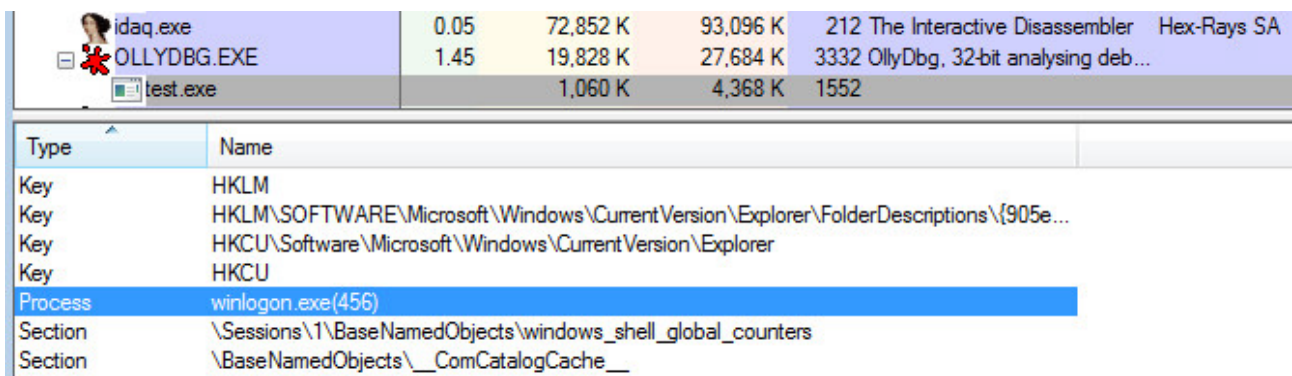 idaq.exe 0.05 72,852 K 93,096 K 212 The Interactive Disassembler Hex-Rays SA
OLLYDBG.EXE 1.45 19,828 K 27,684 K 3332 OllyDbg, 32-bit analysing deb...
test.exe 1,060 K 4,368 K 1552
Type Name
Key HKLM
Key HKLM\SOFTWARE\Microsoft\Windows\CurrentVersion\Explorer\FolderDescriptions\{905e...
Key HKCU\Software\Microsoft\Windows\CurrentVersion\Explorer
Key HKCU
Process winlogon.exe(456)
Section \Sessions\1\BaseNamedObjects\windows_shell_global_counters
Section \BaseNamedObjects\__ComCatalogCache__